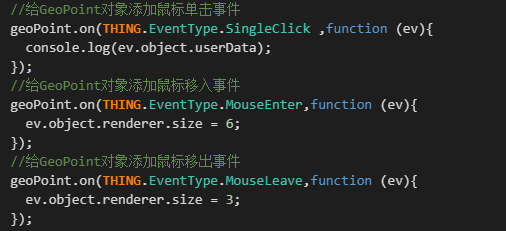 //给GeoPoint对象添加鼠标单击事件
geoPoint.on(THING.EventType.SingleClick ,function (ev){
  console.log(ev.object.userData);
});
//给GeoPoint对象添加鼠标移入事件
geoPoint.on(THING.EventType.MouseEnter,function (ev){
  ev.object.renderer.size = 6;
});
//给GeoPoint对象添加鼠标移出事件
geoPoint.on(THING.EventType.MouseLeave,function (ev){
  ev.object.renderer.size = 3;
});